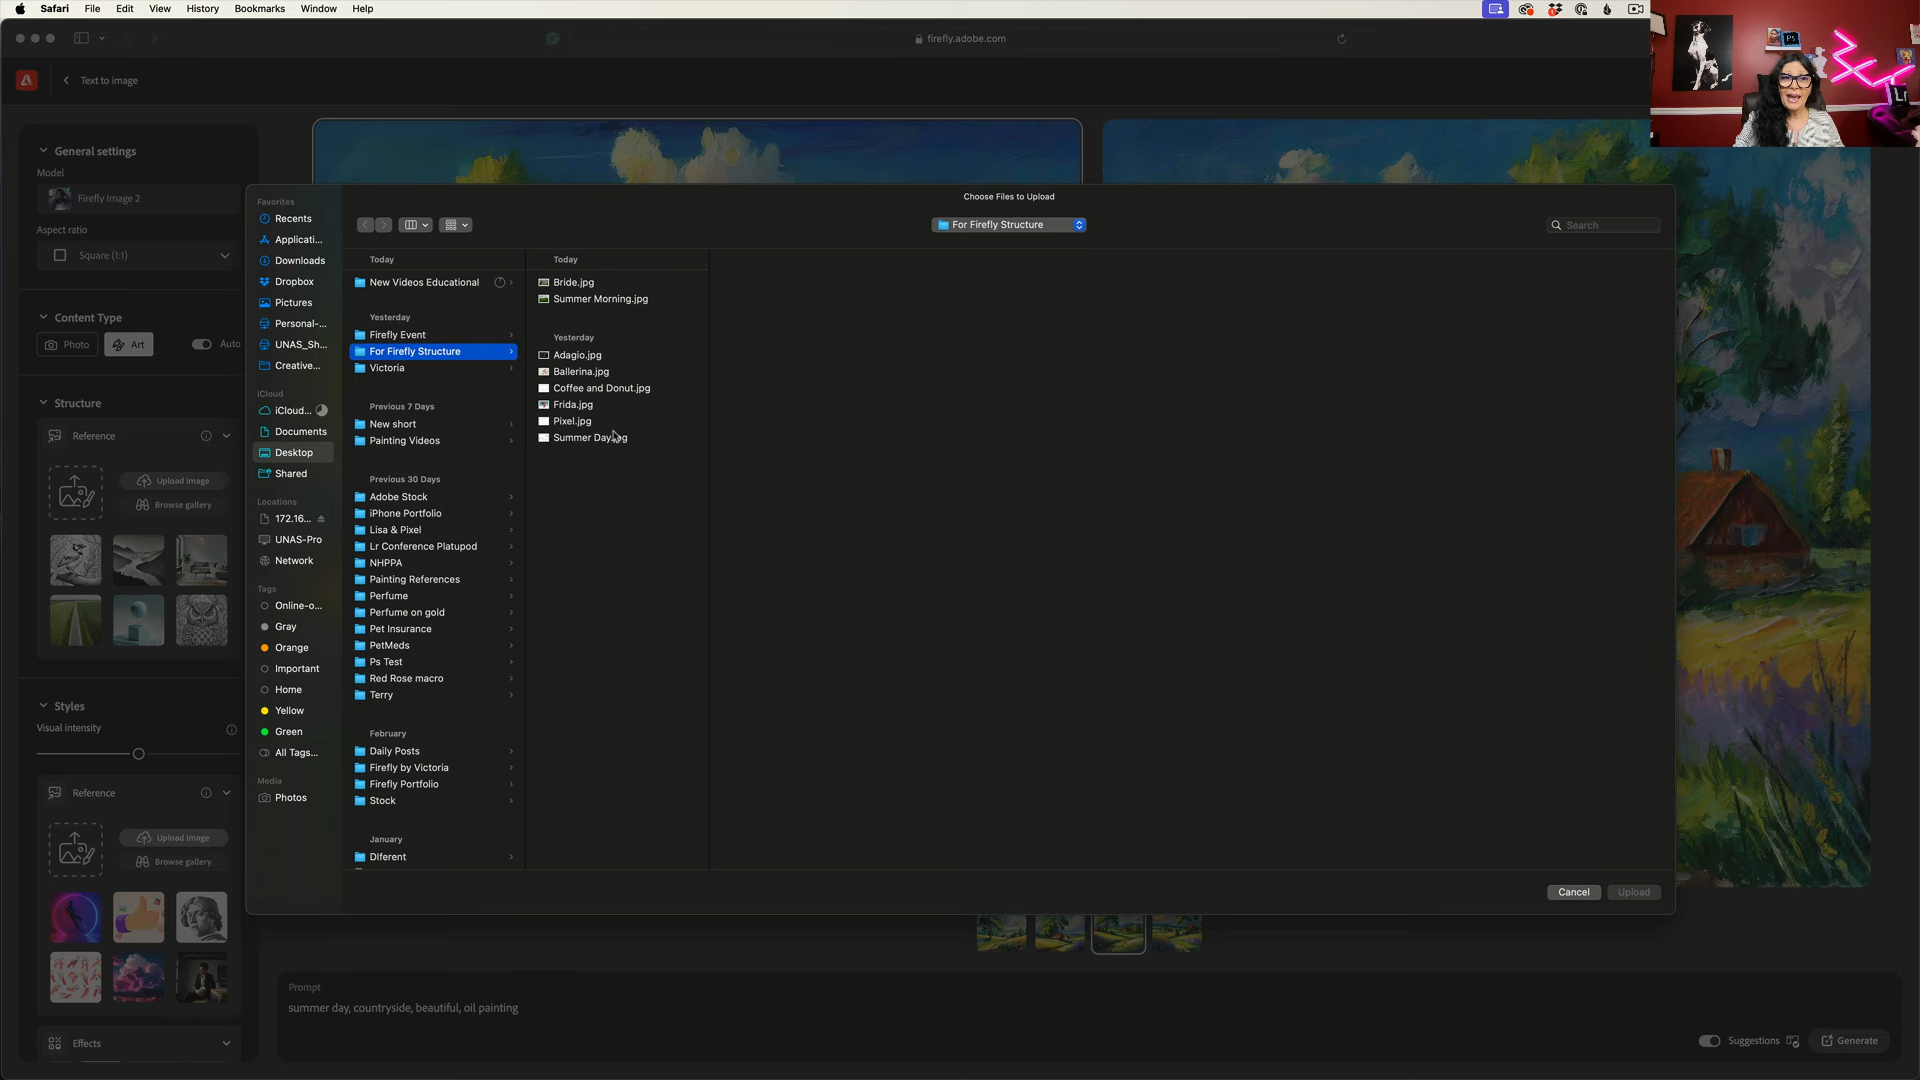 Safari File Edit View History Bookmarks Window Help
firefly.adobe.com
Text to image
General settings
Model
Firefly Image 2
Aspect ratio
Square (1:1)
Content Type
Photo Art Auto
Structure
Reference
Upload image
Browse gallery
Styles
Visual intensity
Reference
Upload image
Browse gallery
Effects
Choose Files to Upload
For Firefly Structure
Search
Favorites
Recents
Applicati...
Downloads
Dropbox
Pictures
Personal-...
UNAS_Sh...
Creative...
iCloud
iCloud...
Documents
Desktop
Shared
Locations
172.16...
UNAS-Pro
Network
Tags
Online-o...
Gray
Orange
Important
Home
Yellow
Green
All Tags...
Media
Photos
Today
New Videos Educational
Yesterday
Firefly Event
For Firefly Structure
Victoria
Previous 7 Days
New short
Painting Videos
Previous 30 Days
Adobe Stock
iPhone Portfolio
Lisa & Pixel
Lr Conference Platupod
NHPPA
Painting References
Perfume
Perfume on gold
Pet Insurance
PetMeds
Ps Test
Red Rose macro
Terry
February
Daily Posts
Firefly by Victoria
Firefly Portfolio
Stock
January
DIferent
Today
Bride.jpg
Summer Morning.jpg
Yesterday
Adagio.jpg
Ballerina.jpg
Coffee and Donut.jpg
Frida.jpg
Pixel.jpg
Summer Day
Cancel Upload
Prompt
summer day, countryside, beautiful, oil painting
Suggestions Generate
Ps
Lr